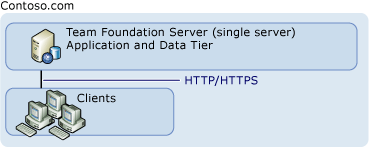 Contoso.com
Team Foundation Server (single server)
Application and Data Tier
HTTP/HTTPS
Clients